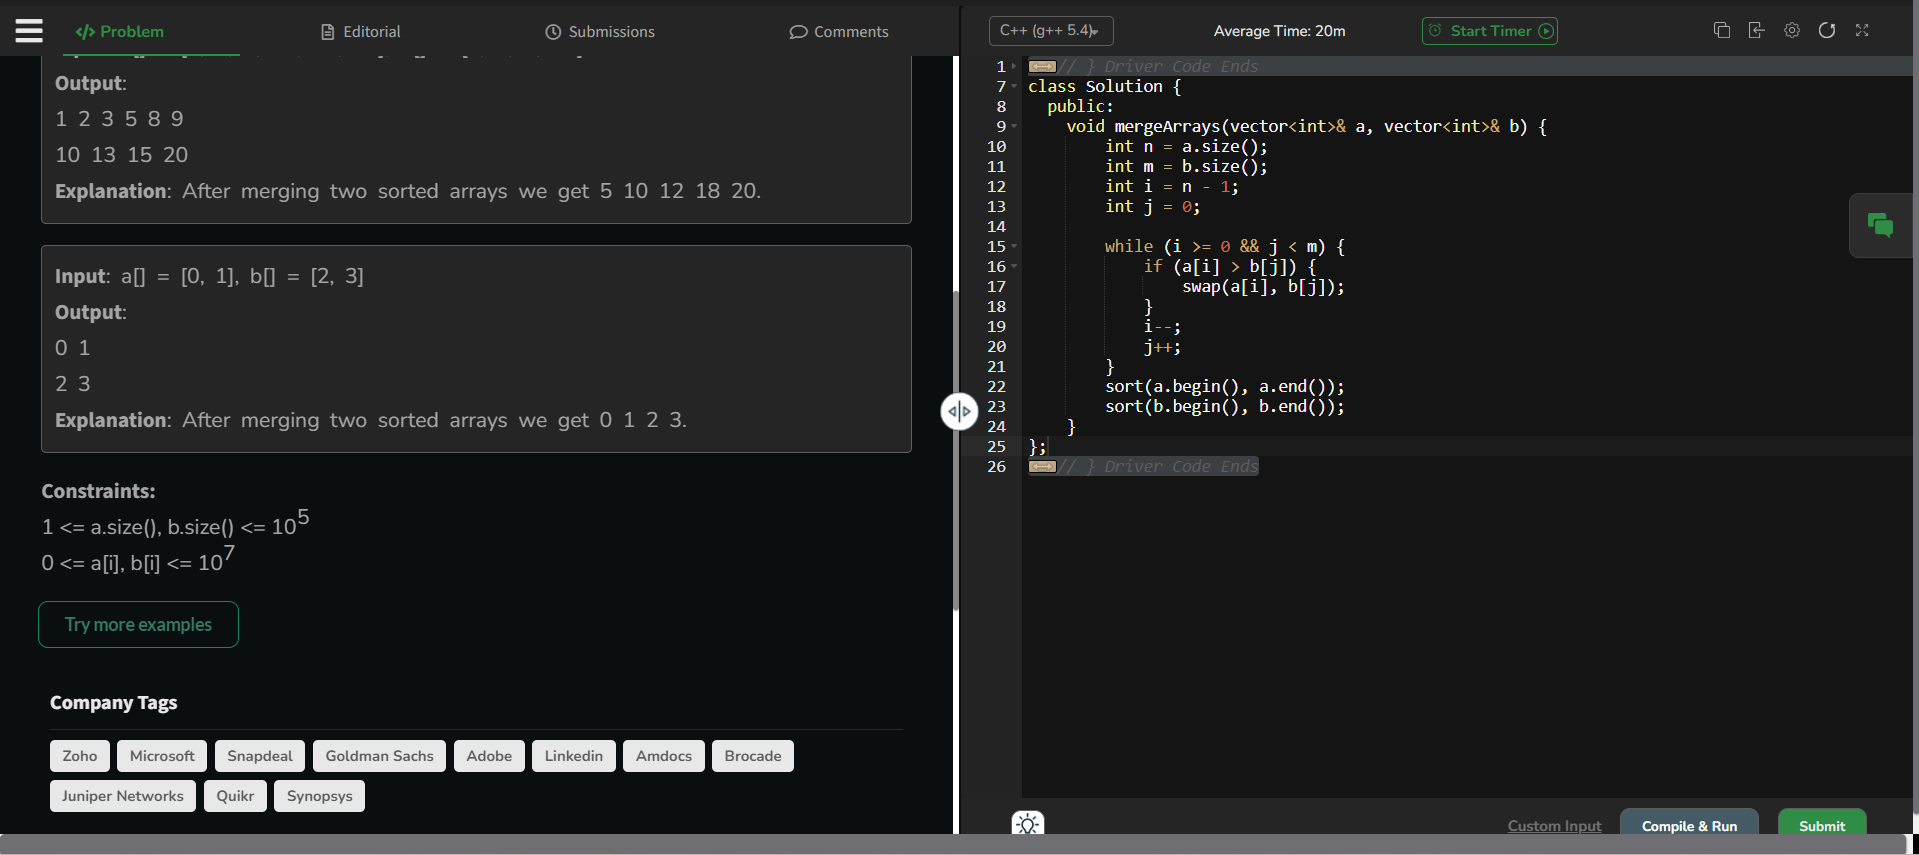 Problem
Editorial
Submissions
Comments
Output:
1 2 3 5 8 9
10 13 15 20
Explanation: After merging two sorted arrays we get 5 10 12 18 20.
Input: a[] = [0, 1], b[] = [2, 3]
Output:
0 1
2 3
Explanation: After merging two sorted arrays we get 0 1 2 3.
Constraints:
1 <= a.size(), b.size() <= 10^5
0 <= a[i], b[i] <= 10^7
Try more examples
Company Tags
Zoho Microsoft Snapdeal Goldman Sachs Adobe Linkedin Amdocs Brocade
Juniper Networks Quikr Synopsys
C++ (g++ 5.4)
Average Time: 20m
Start Timer
1 // } Driver Code Ends
7 class Solution {
8 public:
9 void mergeArrays(vector<int>& a, vector<int>& b) {
10 int n = a.size();
11 int m = b.size();
12 int i = n - 1;
13 int j = 0;
14
15 while (i >= 0 && j < m) {
16 if (a[i] > b[j]) {
17 swap(a[i], b[j]);
18 }
19 i--;
20 j++;
21 }
22 sort(a.begin(), a.end());
23 sort(b.begin(), b.end());
24 }
25 };
26 // } Driver Code Ends
Custom Input
Compile & Run
Submit